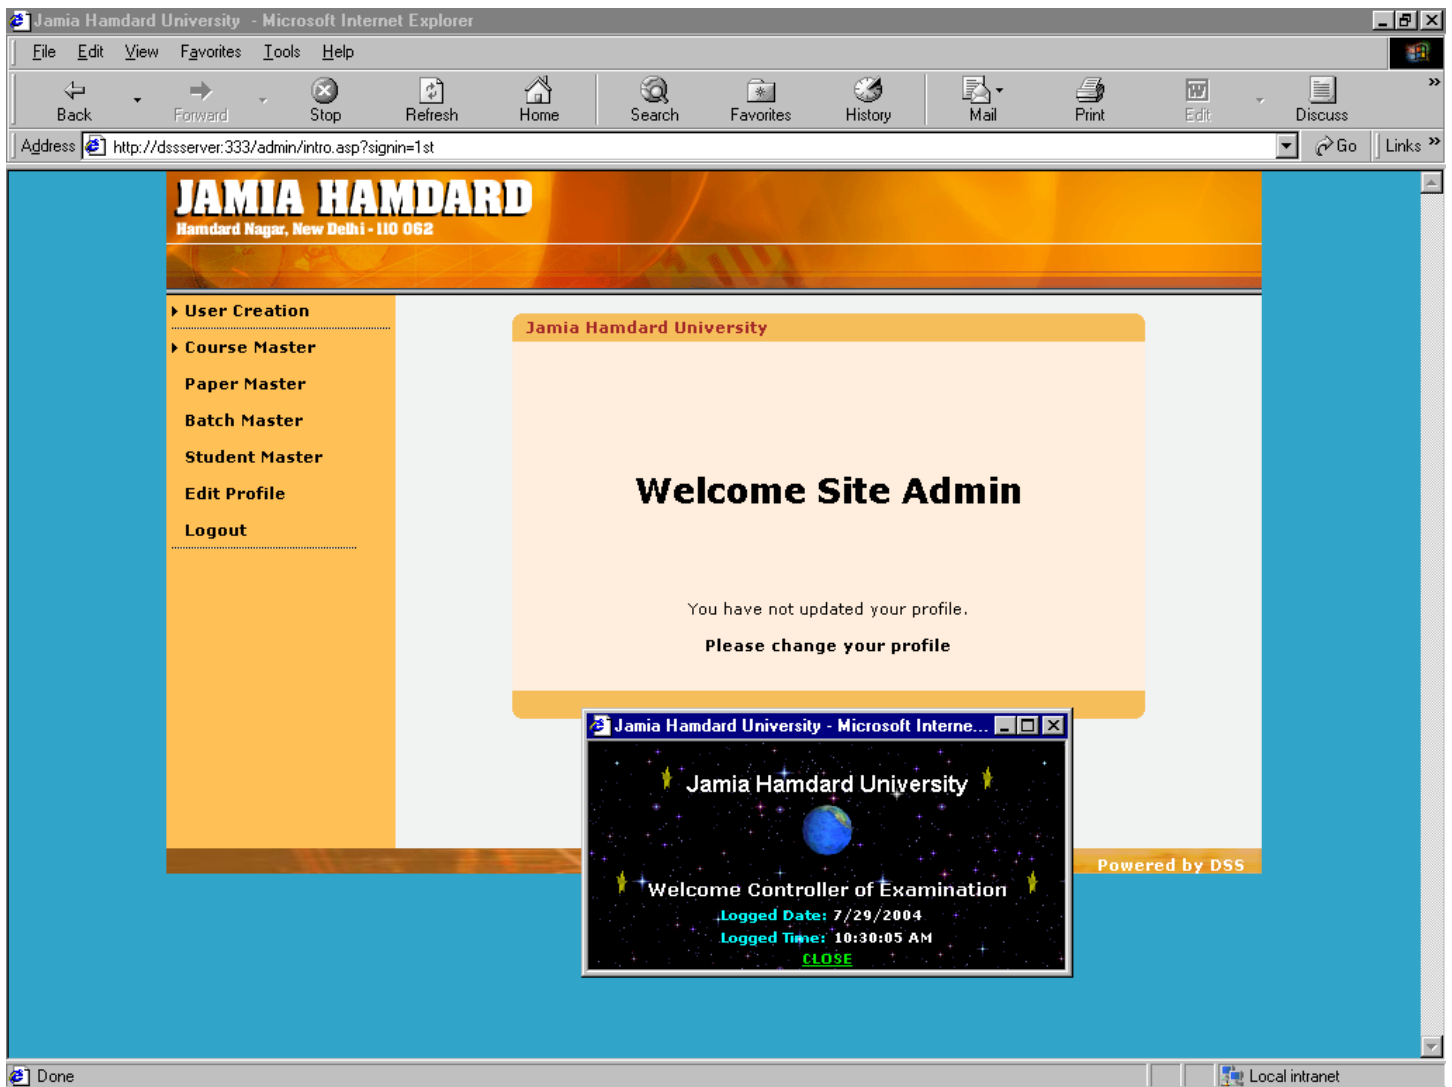 Jamia Hamdard University - Microsoft Internet Explorer
File Edit View Favorites Tools Help
Back Forward Stop Refresh Home Search Favorites History Mail Print Edit Discuss »
Address http://dssserver:333/admin/intro.asp?signin=1st Go Links »
JAMIA HAMDARD
Hamdard Nagar, New Delhi - 110 062
User Creation
Course Master
Paper Master
Batch Master
Student Master
Edit Profile
Logout
Jamia Hamdard University
Welcome Site Admin
You have not updated your profile.
Please change your profile
Jamia Hamdard University - Microsoft Interne...
Jamia Hamdard University
Welcome Controller of Examination
Logged Date: 7/29/2004
Logged Time: 10:30:05 AM
CLOSE
Powered by DSS
Done Local intranet